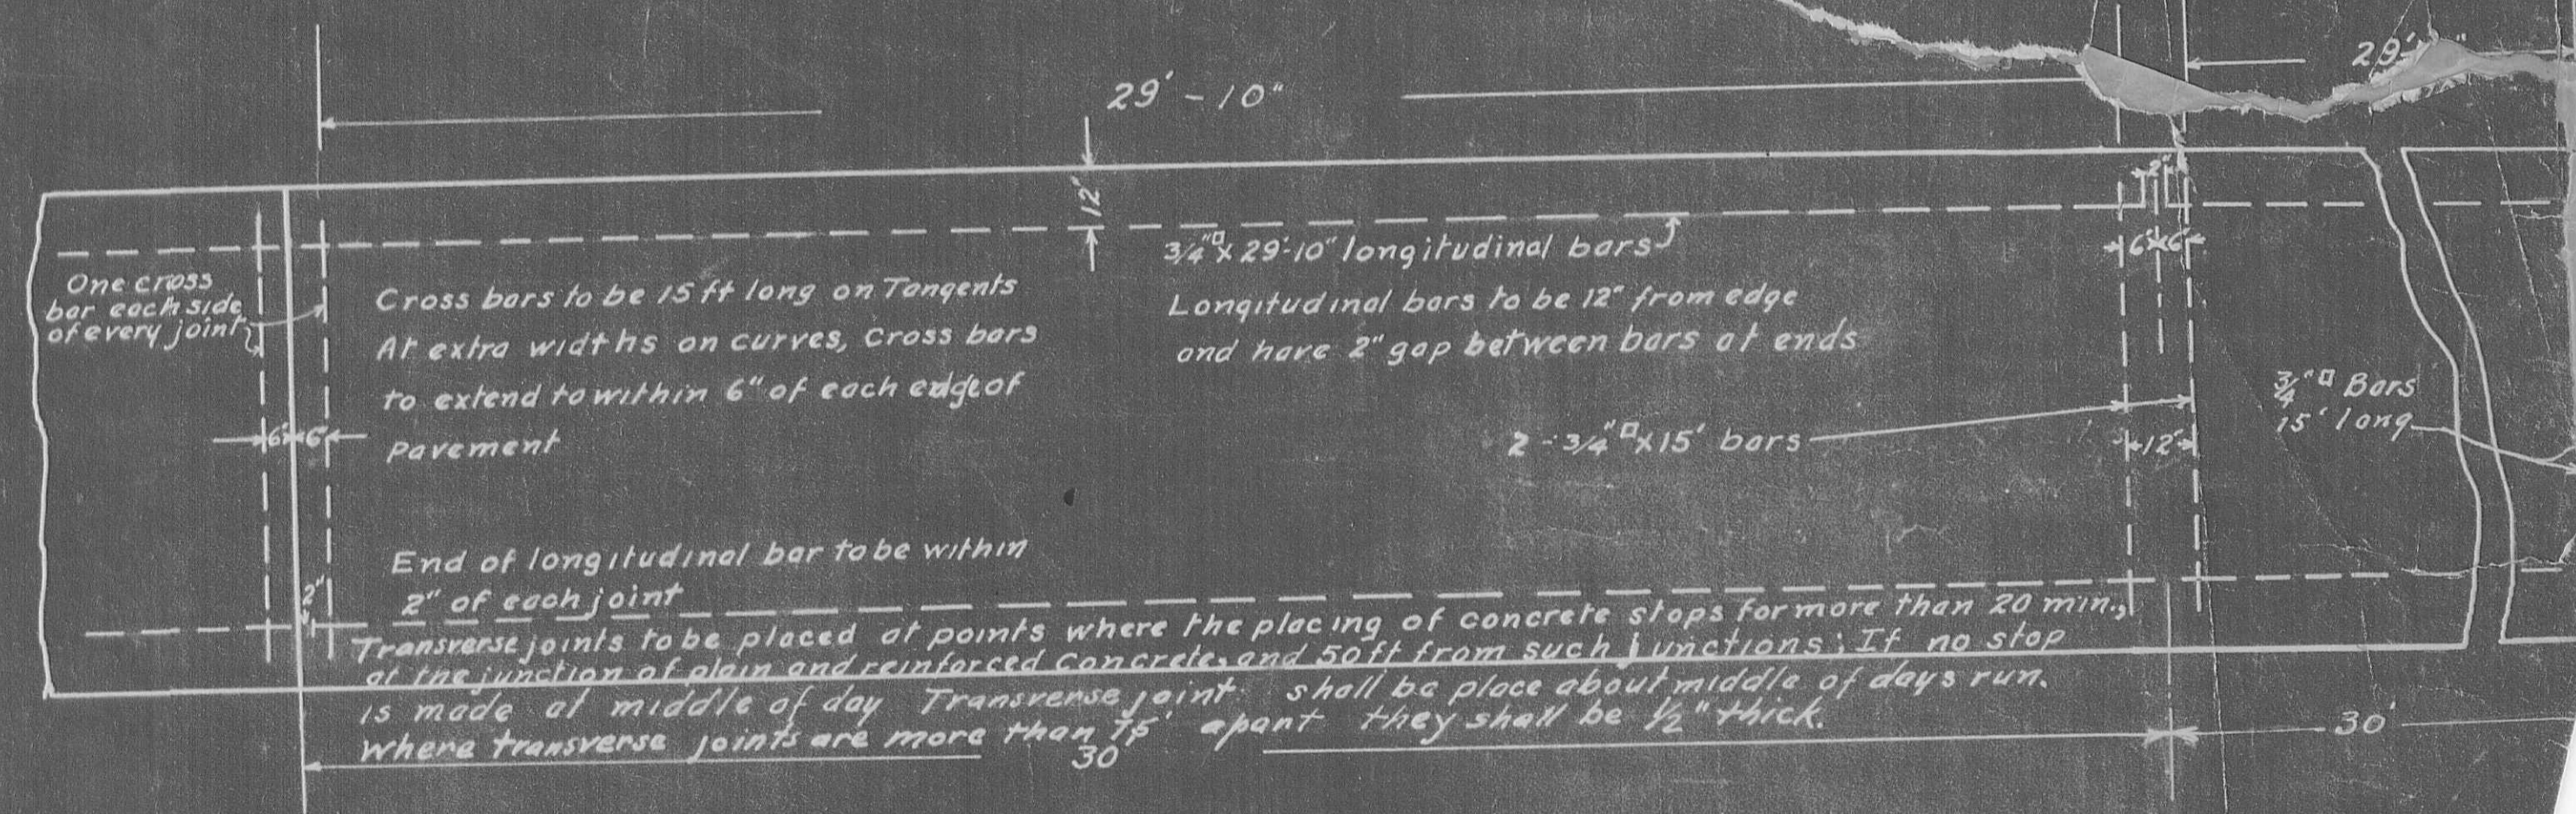 29'-10"
29'-
12"
2"
3/4"□ x 29'-10" longitudinal bars
6" 6"
One cross
bar each side
of every joint
Cross bars to be 15 ft long on Tangents
At extra widths on curves, Cross bars
to extend to within 6" of each edge of
pavement
Longitudinal bars to be 12" from edge
and have 2" gap between bars at ends
3/4"□ Bars
15' long
6" 6"
2 - 3/4"□ x 15' bars
12"
End of longitudinal bar to be within
2" of each joint
2"
Transverse joints to be placed at points where the placing of concrete stops for more than 20 min.,
at the junction of plain and reinforced concrete, and 50 ft from such junctions; If no stop
is made at middle of day Transverse joint shall be place about middle of days run.
Where transverse joints are more than 75' apart they shall be 1/2" thick.
30
30'